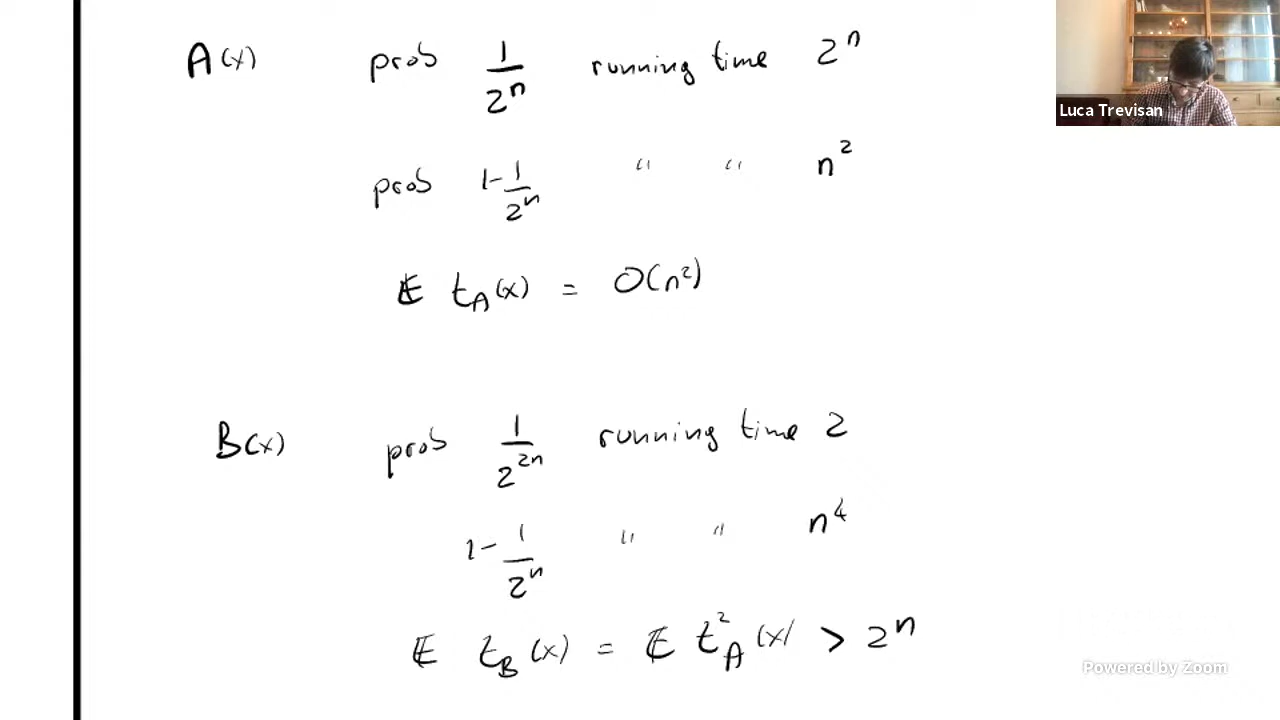 A(x) prob 1/2^n running time 2^n
Luca Trevisan
prob 1-1/2^n " " n^2
E t_A(x) = O(n^2)
B(x) prob 1/2^{2n} running time 2
1-1/2^n " " n^4
E t_B(x) = E t_A^2(x) > 2^n
Powered by Zoom